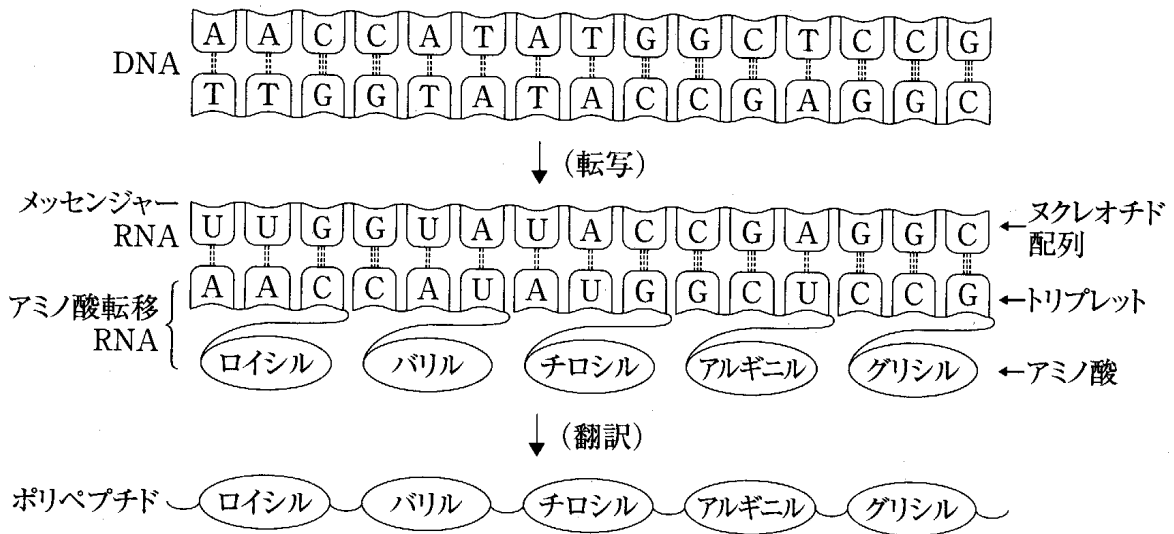 A A C C A T A T G G C T C C G
DNA
T T G G T A T A C C G A G G C
(転写)
メッセンジャー
RNA
U U G G U A U A C C G A G G C
ヌクレオチド
配列
A A C C A U A U G G C U C C G
トリプレット
アミノ酸転移
RNA
ロイシル バリル チロシル アルギニル グリシル
アミノ酸
(翻訳)
ポリペプチド ロイシル バリル チロシル アルギニル グリシル